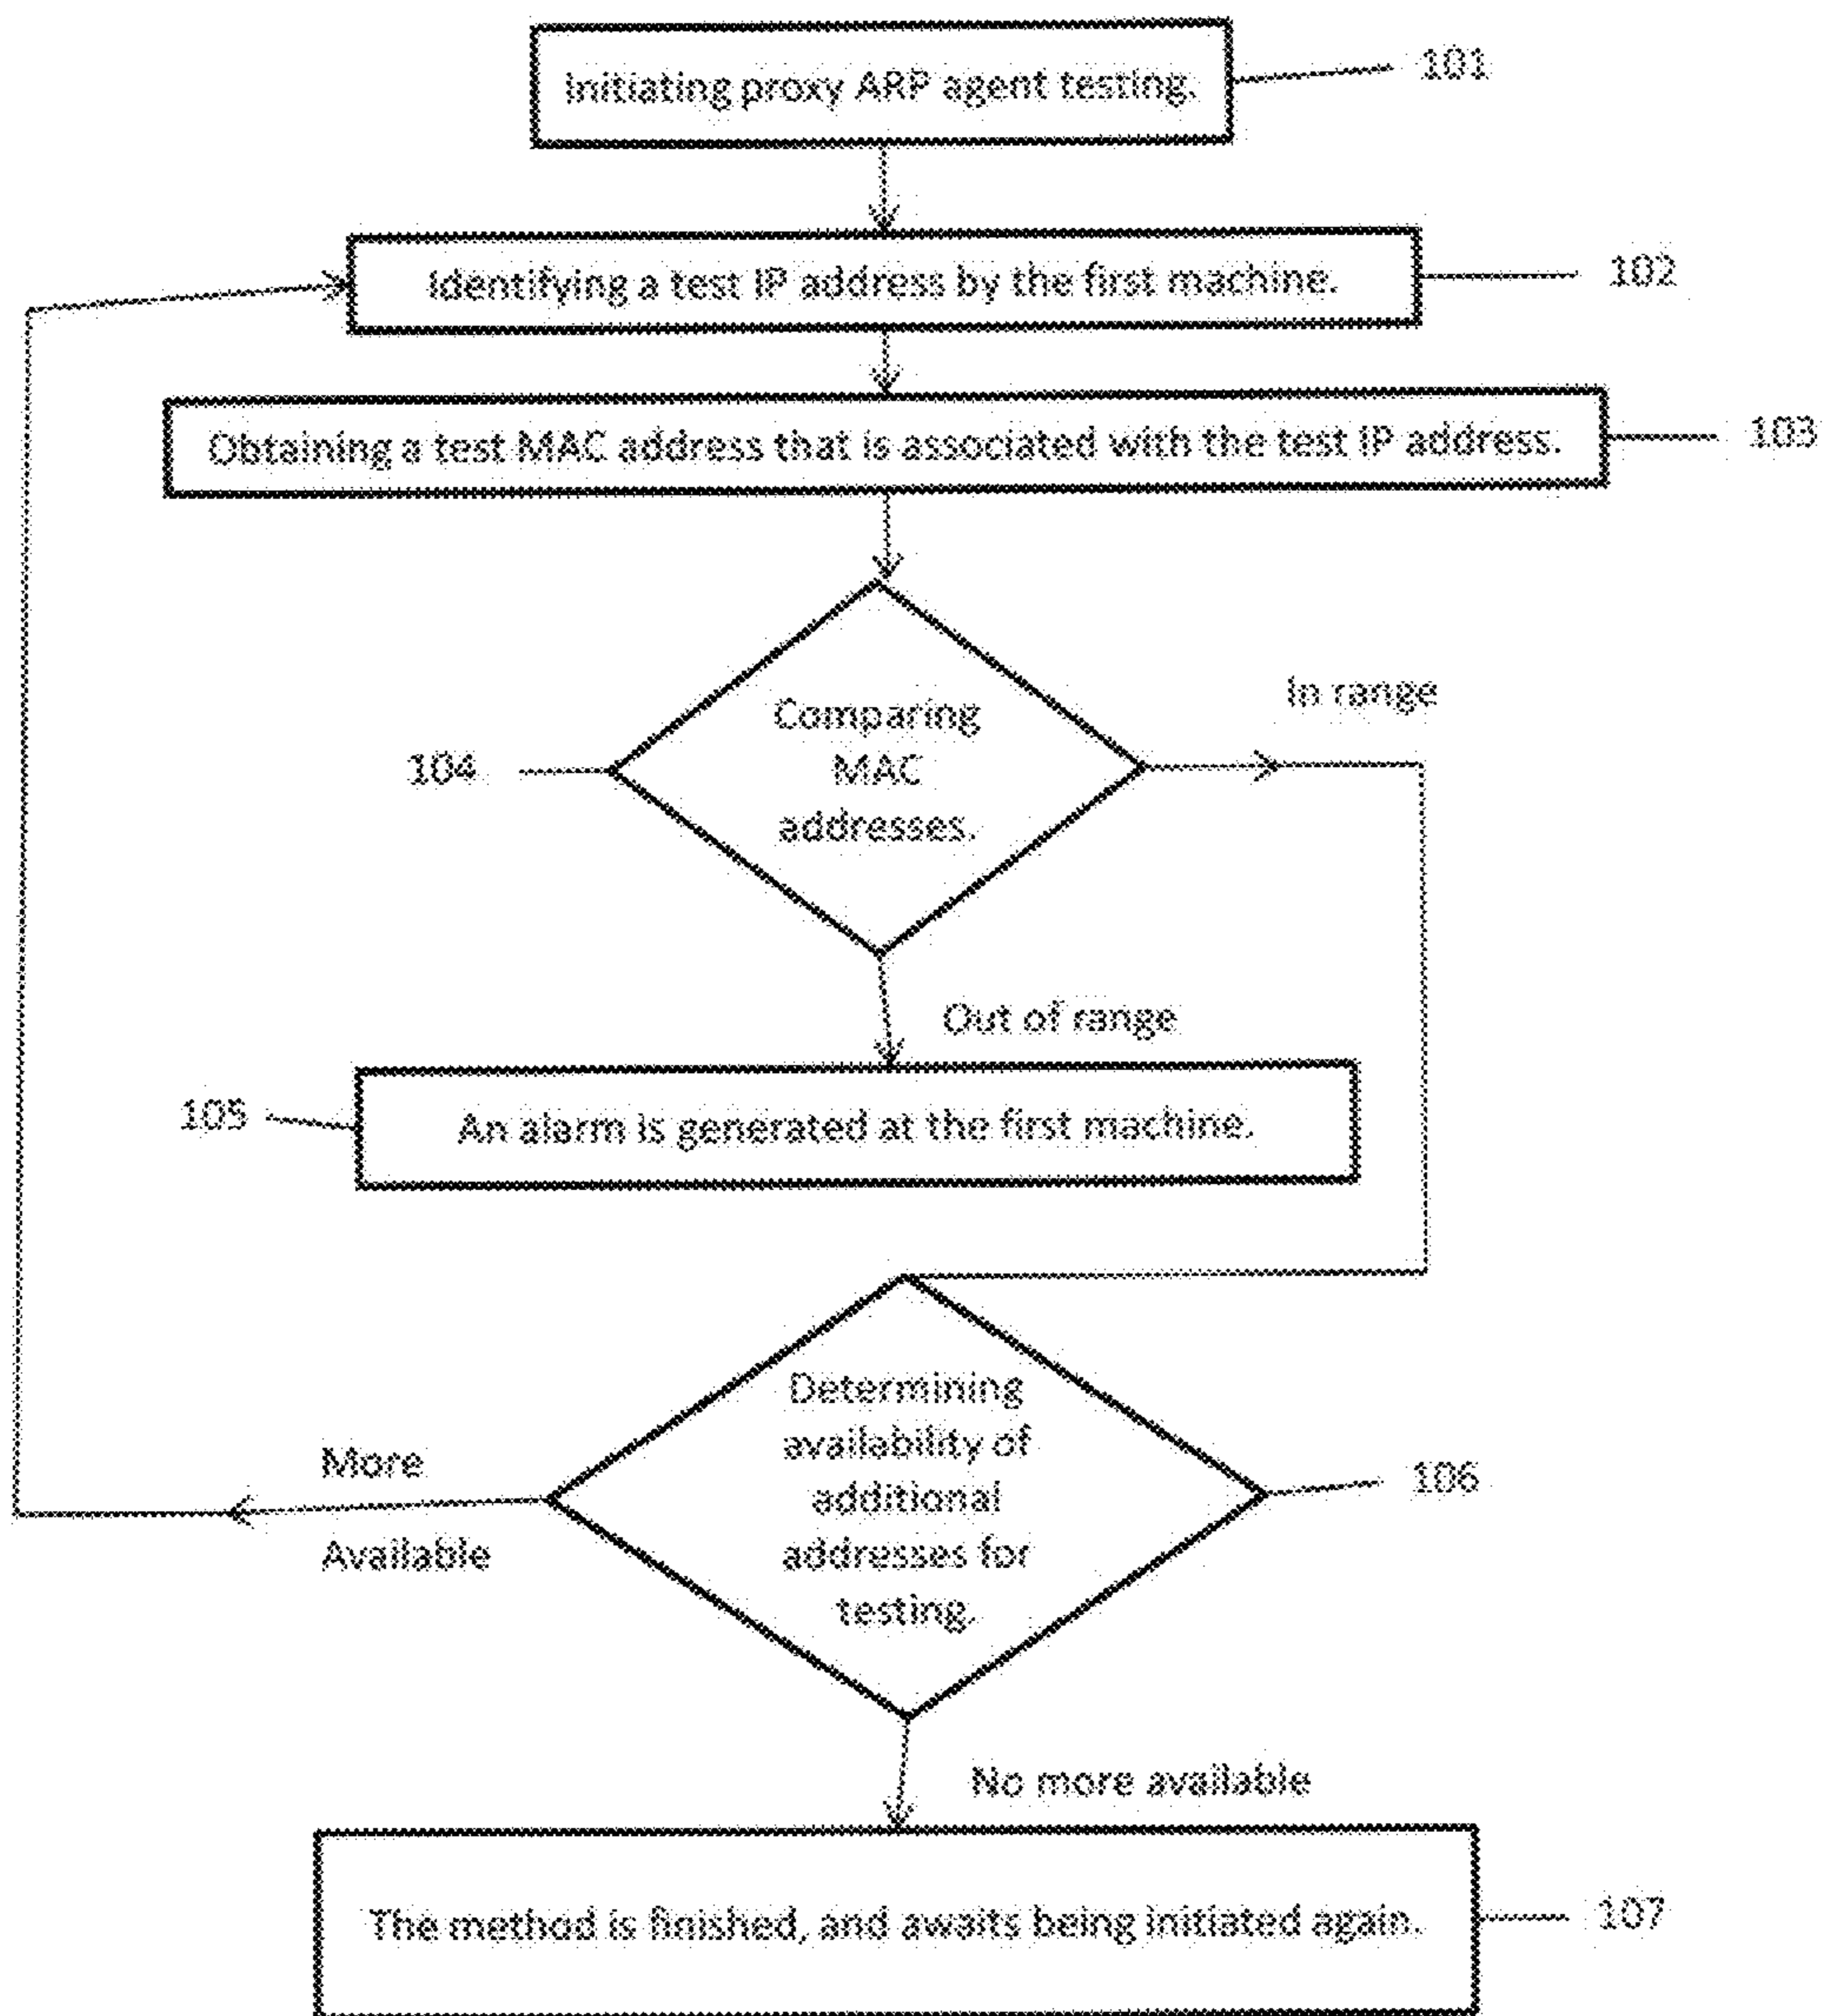 Initiating proxy ARP agent testing.
101
Identifying a test IP address by the first machine.
102
Obtaining a test MAC address that is associated with the test IP address.
103
Comparing
MAC
addresses.
104
In range
Out of range
An alarm is generated at the first machine.
105
Determining
availability of
additional
addresses for
testing.
106
More
Available
No more available
The method is finished, and awaits being initiated again.
107